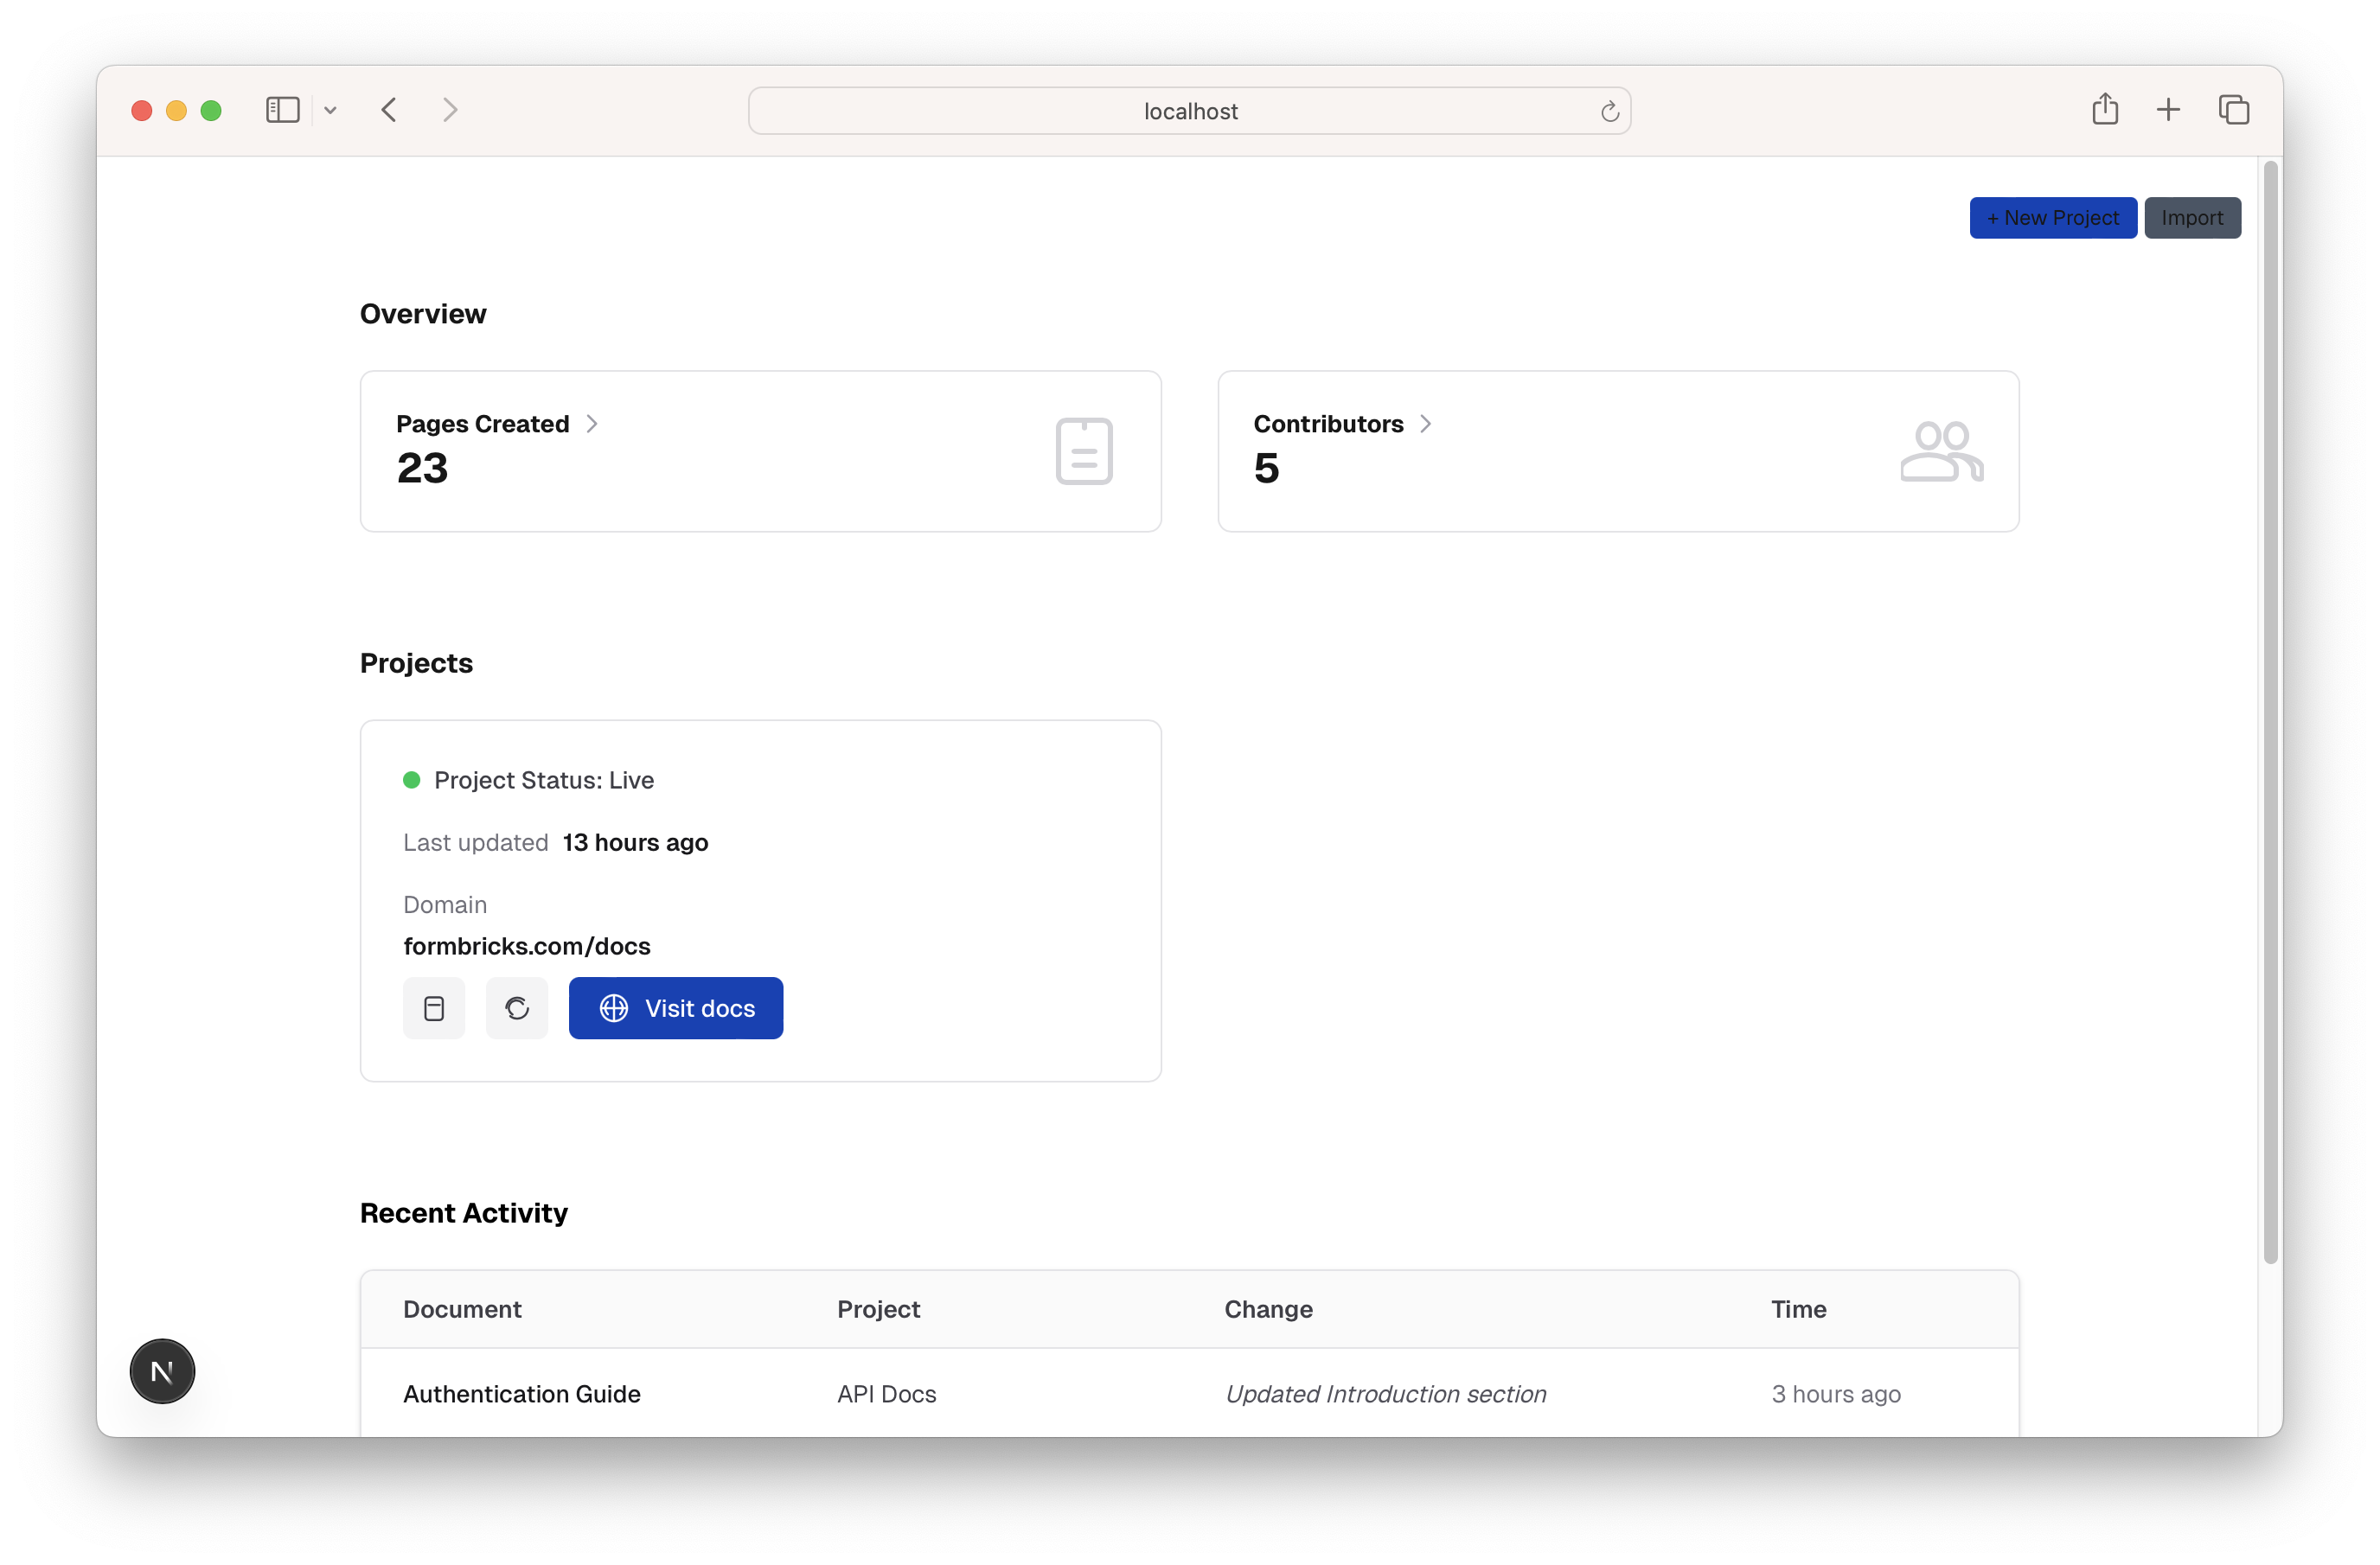 localhost
+ New Project Import
Overview
Pages Created
23
Contributors
5
Projects
Project Status: Live
Last updated 13 hours ago
Domain
formbricks.com/docs
Visit docs
Recent Activity
Document Project Change Time
Authentication Guide API Docs Updated Introduction section 3 hours ago
N